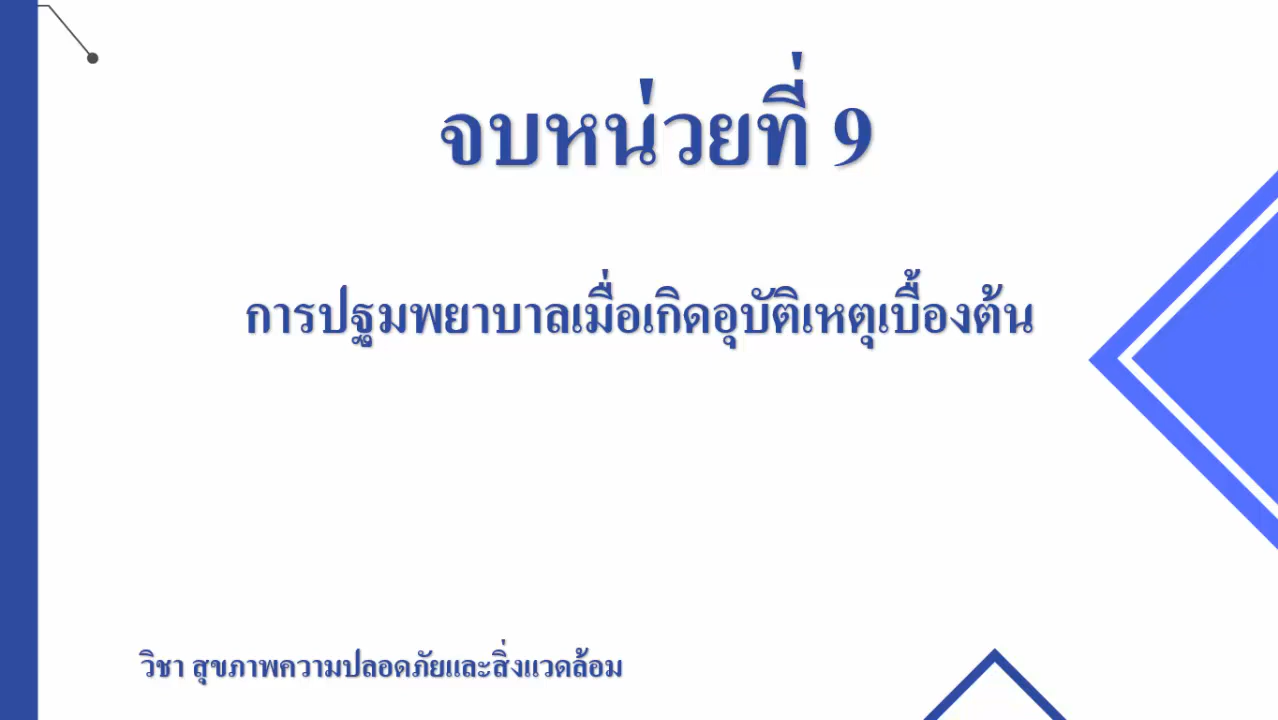 จบหน่วยที่ 9
การปฐมพยาบาลเมื่อเกิดอุบัติเหตุเบื้องต้น
วิชา สุขภาพความปลอดภัยและสิ่งแวดล้อม